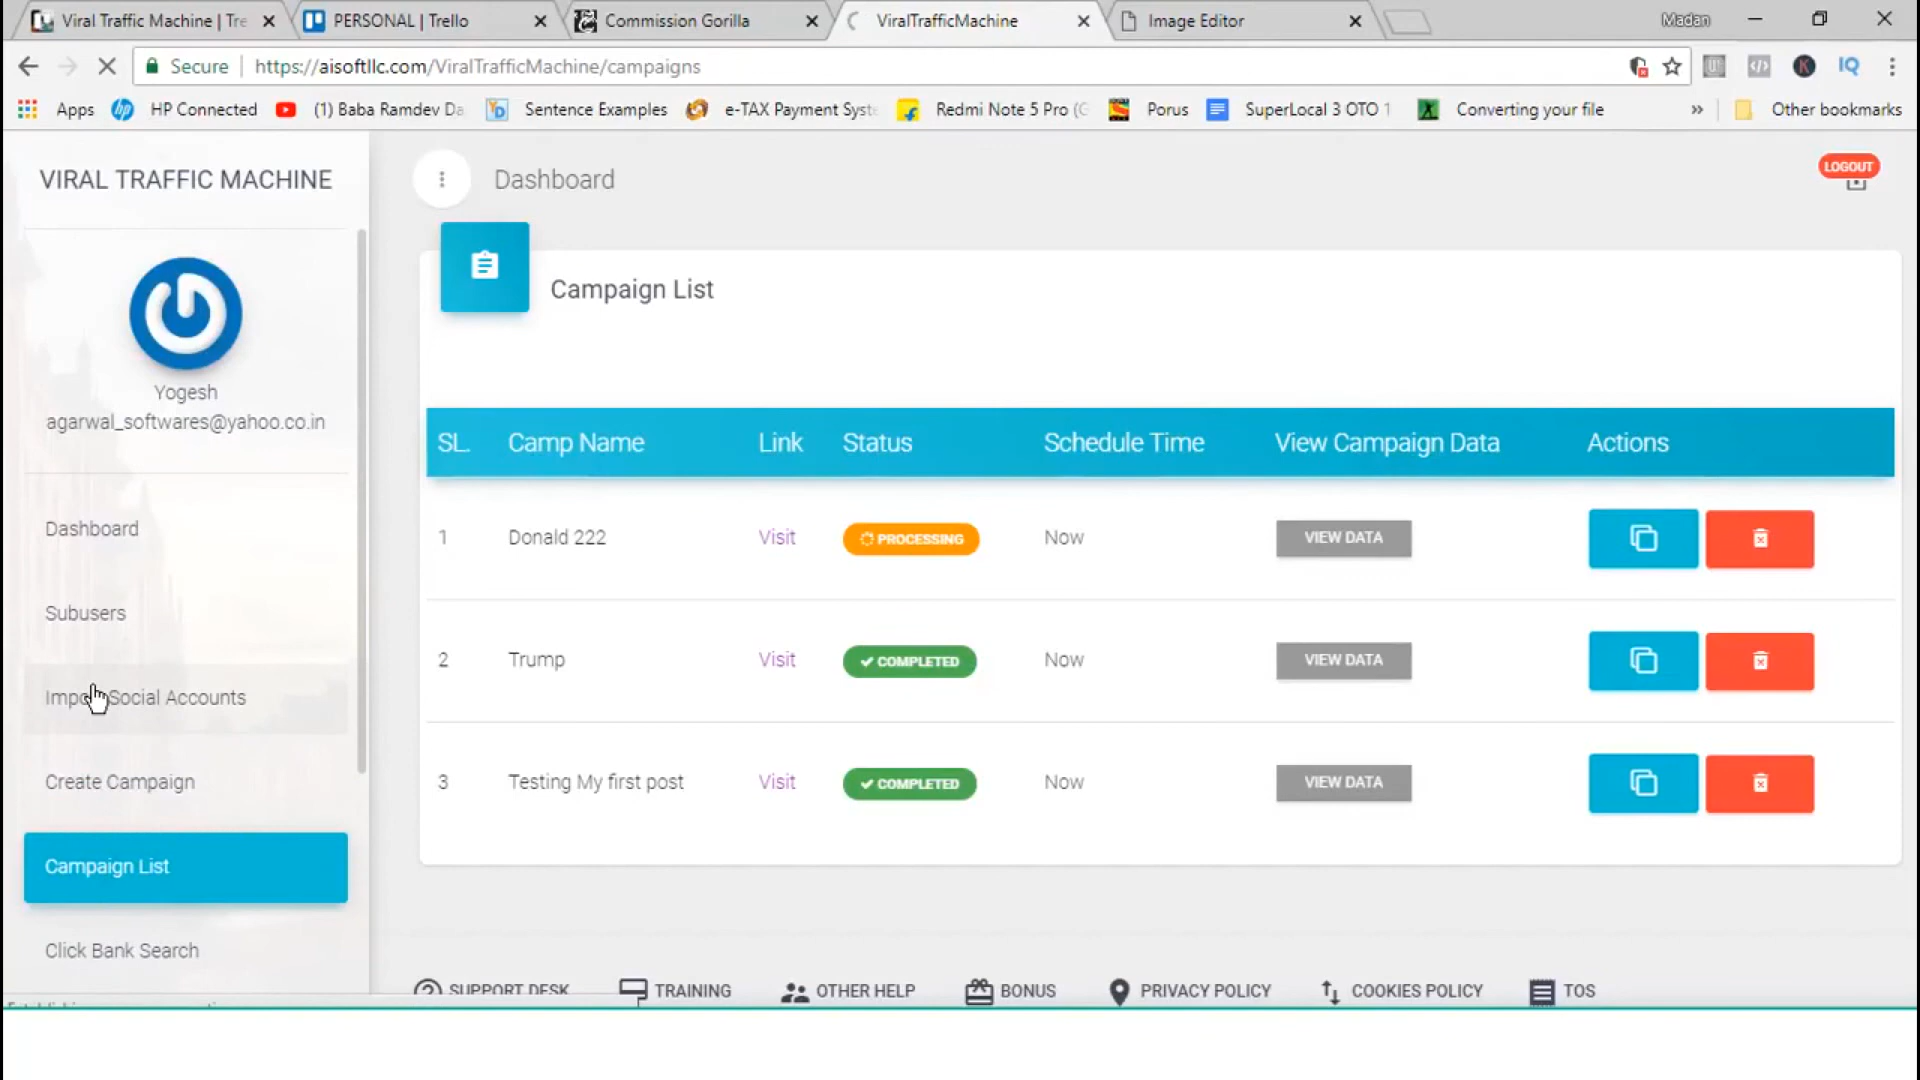 Viral Traffic Machine | Tre
PERSONAL | Trello
Commission Gorilla
ViralTrafficMachine
Image Editor
Madan
Secure
https://aisoftllc.com/ViralTrafficMachine/campaigns
IQ
Apps
HP Connected
(1) Baba Ramdev Da
Sentence Examples
e-TAX Payment Syst
Redmi Note 5 Pro (G
Porus
SuperLocal 3 OTO 1
Converting your file
»
Other bookmarks
VIRAL TRAFFIC MACHINE
Dashboard
LOGOUT
Campaign List
Yogesh
agarwal_softwares@yahoo.co.in
SL. Camp Name Link Status Schedule Time View Campaign Data Actions
1 Donald 222 Visit PROCESSING Now VIEW DATA
2 Trump Visit COMPLETED Now VIEW DATA
3 Testing My first post Visit COMPLETED Now VIEW DATA
Dashboard
Subusers
Impo Social Accounts
Create Campaign
Campaign List
Click Bank Search
SUPPORT DESK
TRAINING
OTHER HELP
BONUS
PRIVACY POLICY
COOKIES POLICY
TOS